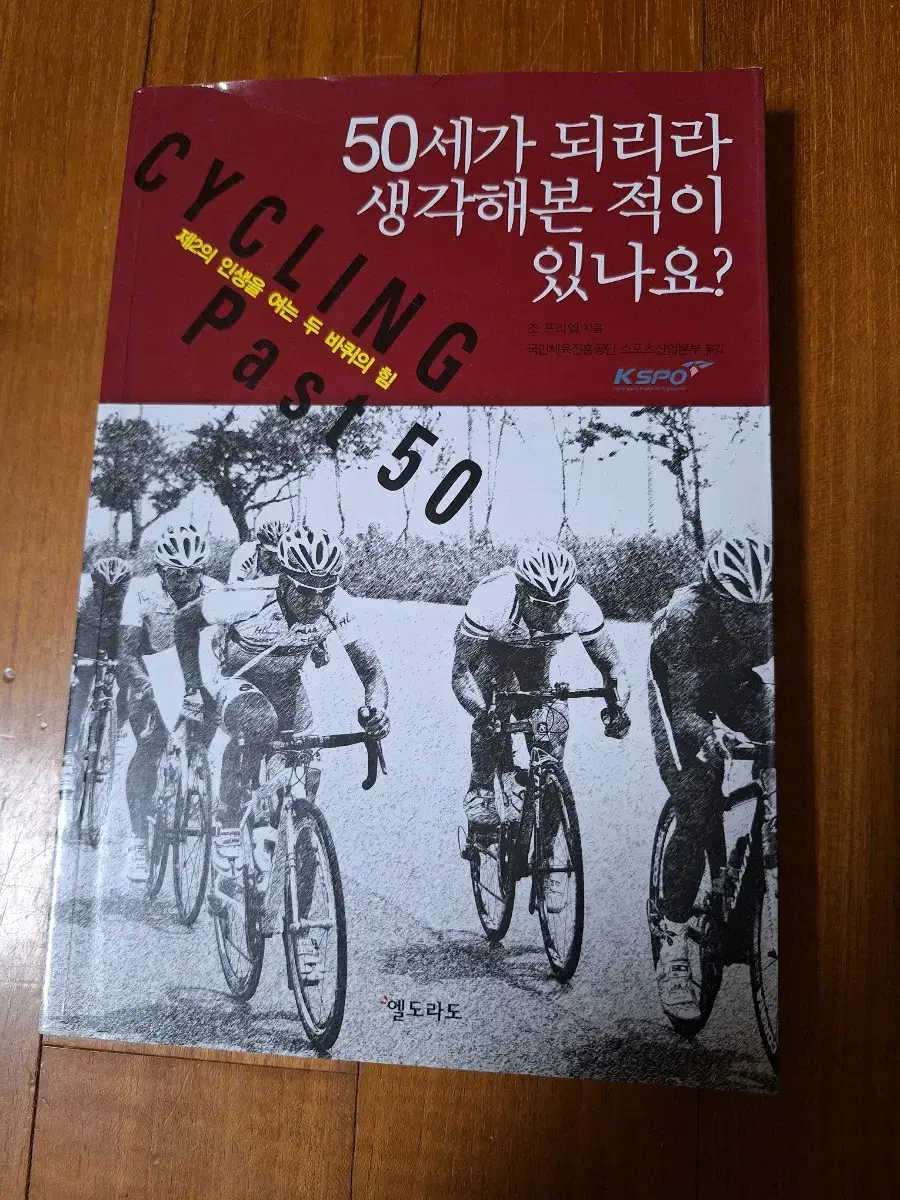 50세가 되리라
생각해본 적이
있나요?
CYCLING
Past 50
제2의 인생을 여는 두 바퀴의 힘
조 프리엘 지음
국민체육진흥공단 스포츠산업본부 옮김
KSPO
옐도라도